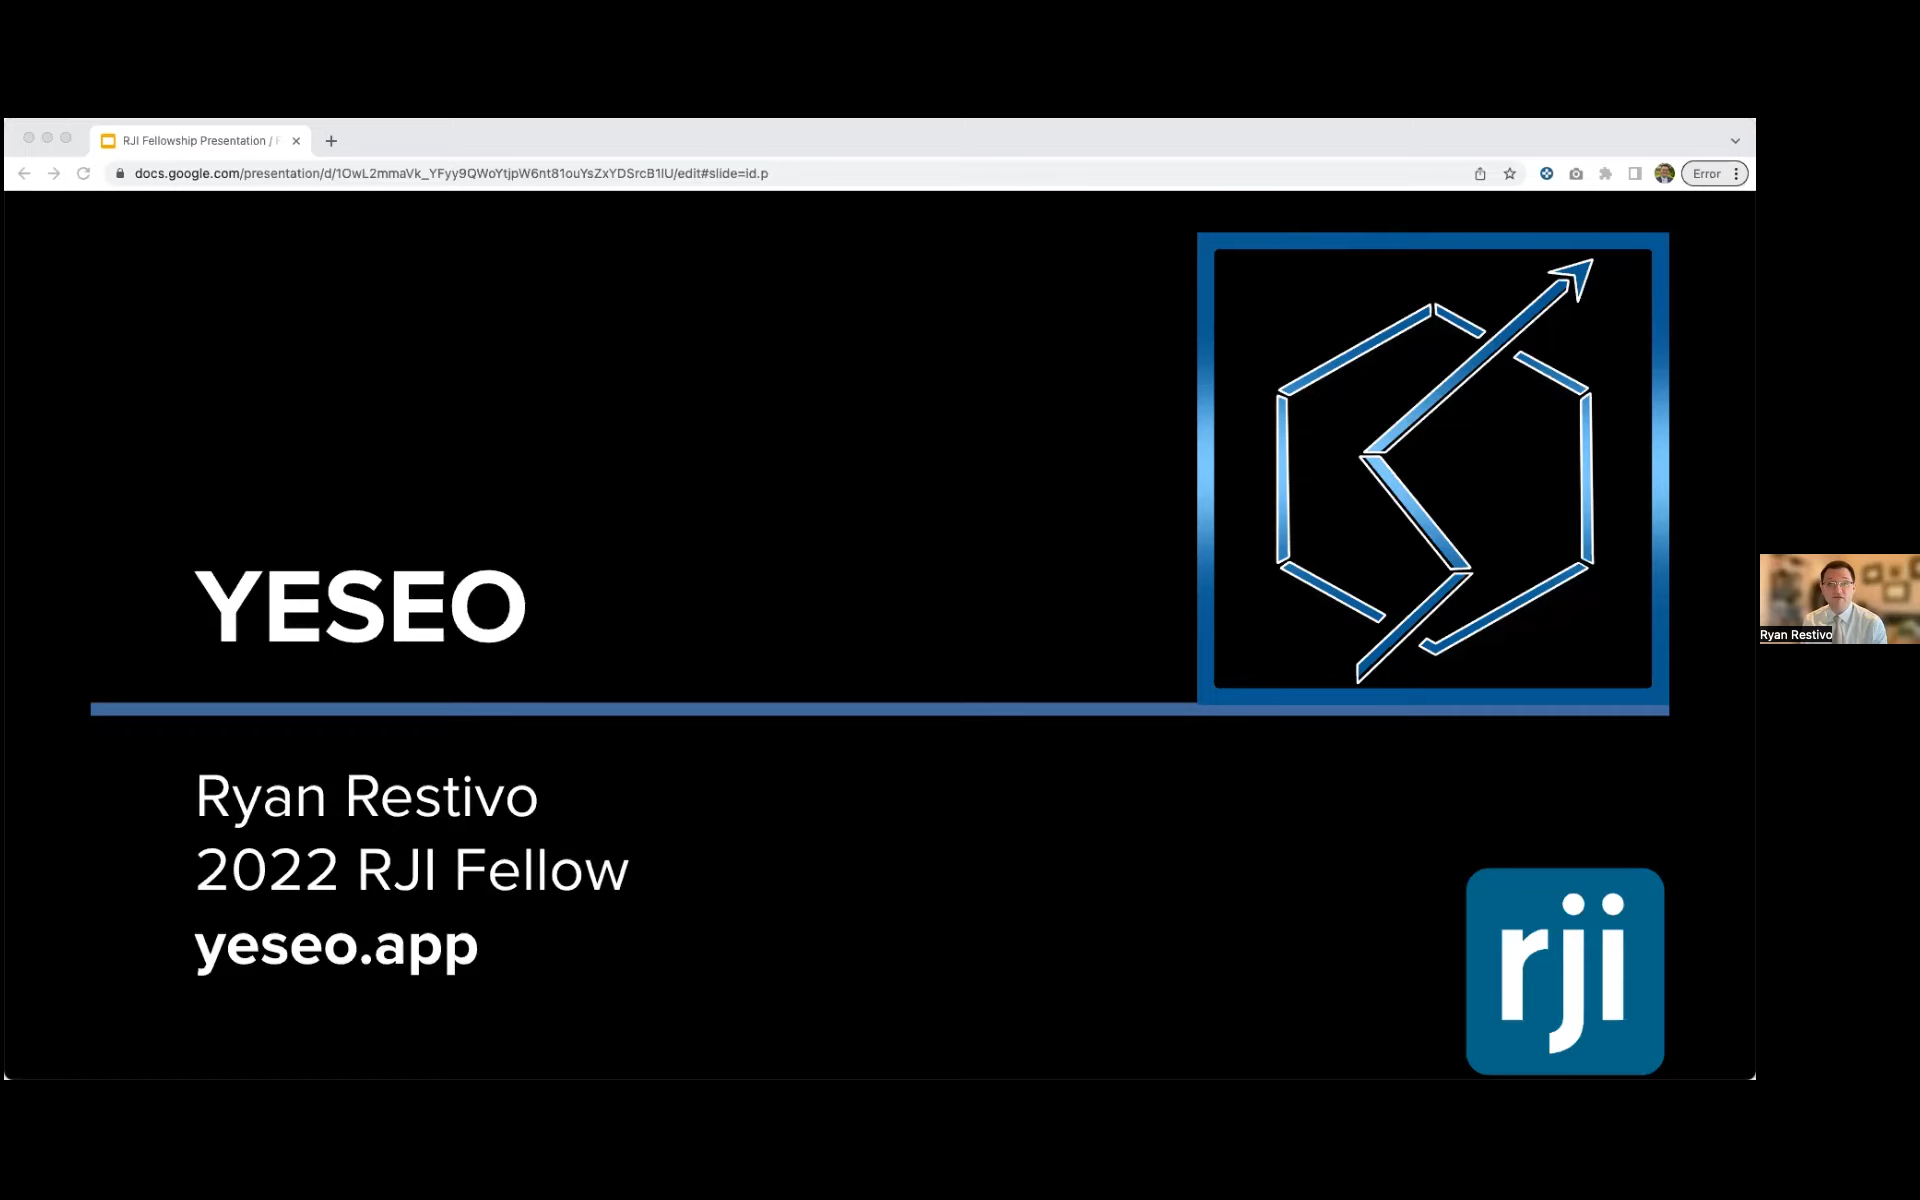 RJI Fellowship Presentation / F
docs.google.com/presentation/d/1OwL2mmaVk_YFyy9QWoYtjpW6nt81ouYsZxYDSrcB1lU/edit#slide=id.p
Error
YESEO
Ryan Restivo
2022 RJI Fellow
yeseo.app
rji
Ryan Restivo